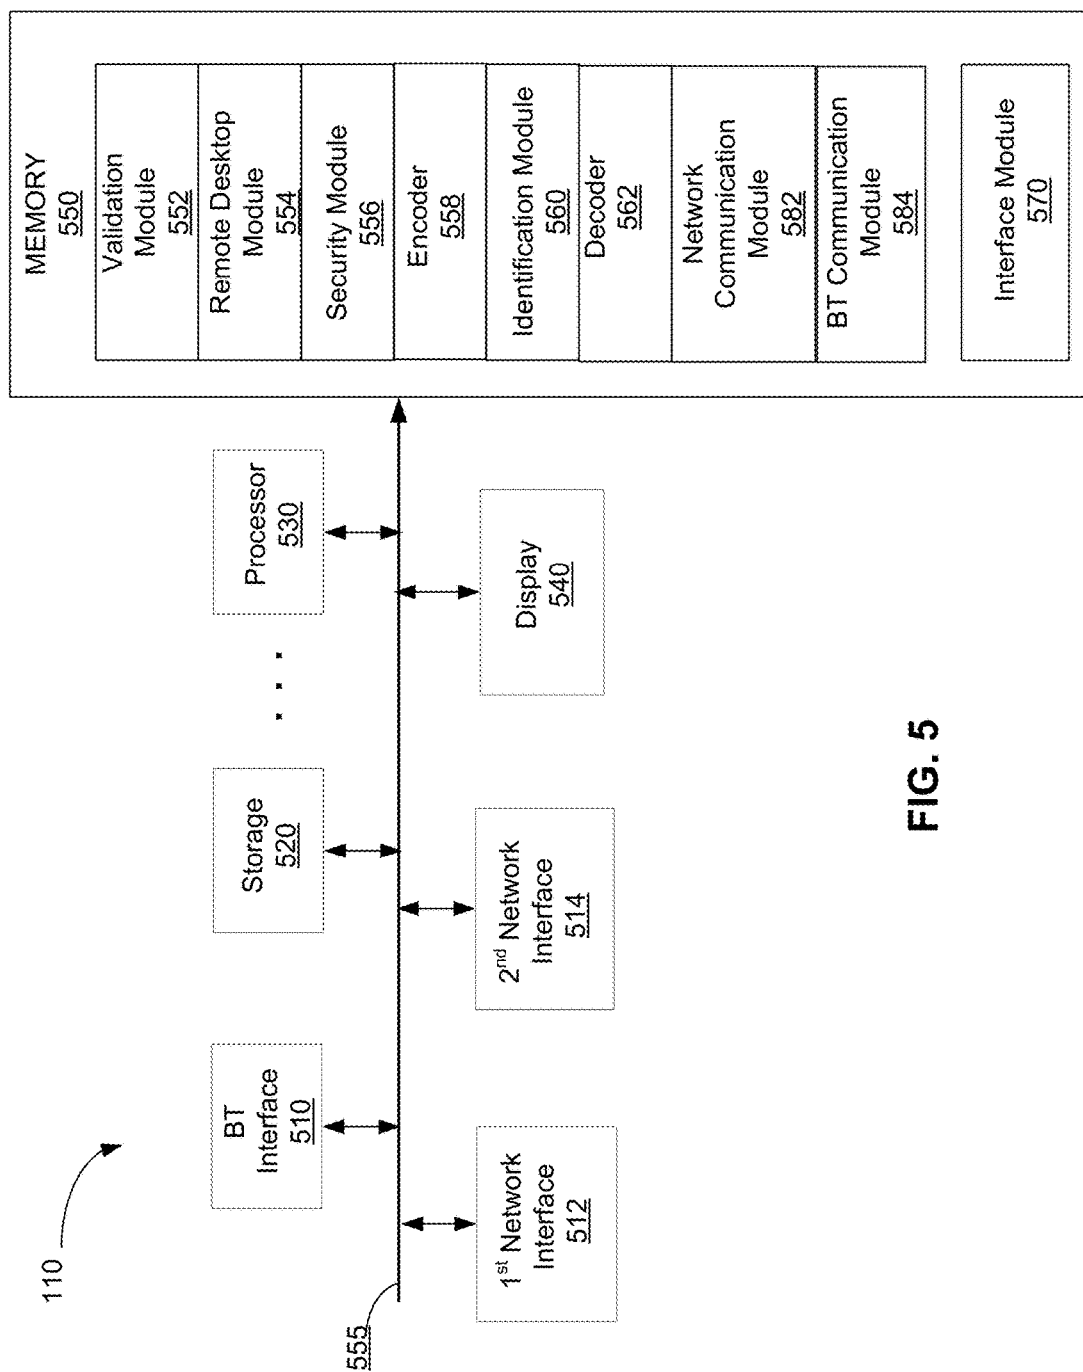 110
555
BT
Interface
510
Storage
520
. . .
Processor
530
1st Network
Interface
512
2nd Network
Interface
514
Display
540
MEMORY
550
Validation
Module
552
Remote Desktop
Module
554
Security Module
556
Encoder
558
Identification Module
560
Decoder
562
Network
Communication
Module
582
BT Communication
Module
584
Interface Module
570
FIG. 5